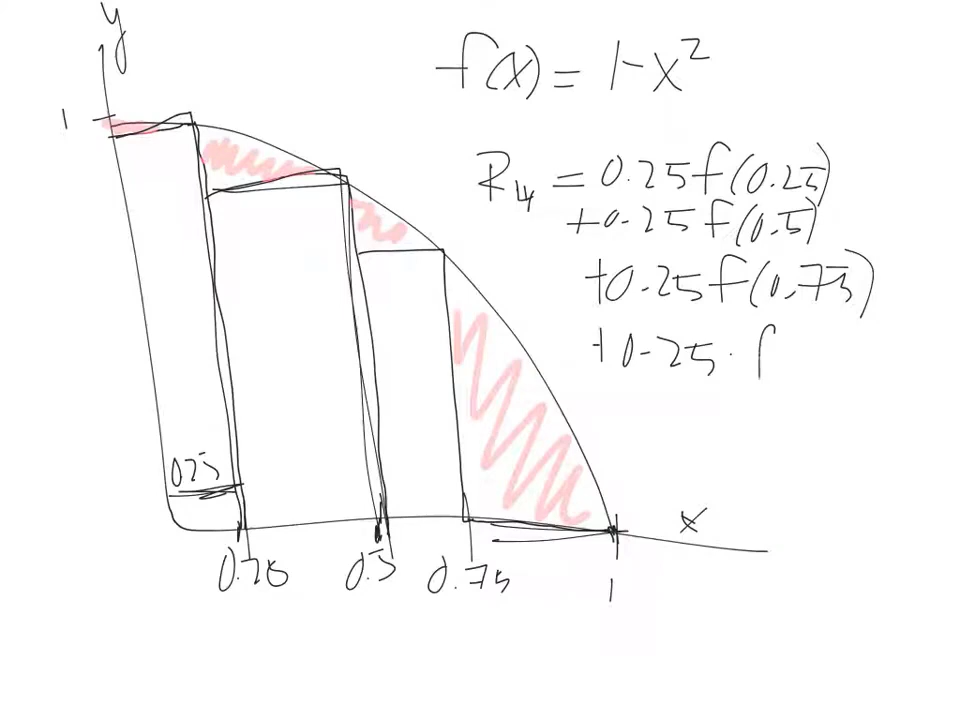 y
f(x) = 1-x²
1
R4 = 0.25f(0.25)
+0.25f(0.5)
+0.25f(0.75)
+0.25·f
0.25
x
0.25
0.5
0.75
1